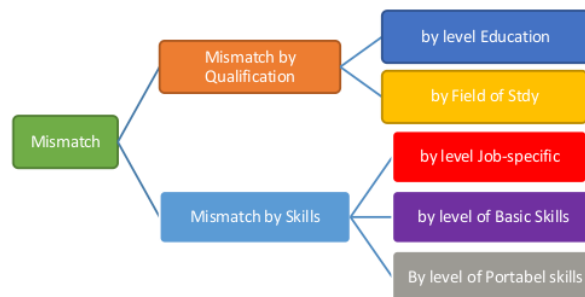 by level Education
Mismatch by
Qualification
by Field of Stdy
Mismatch
by level Job-specific
Mismatch by Skills
by level of Basic Skills
By level of Portabel skills